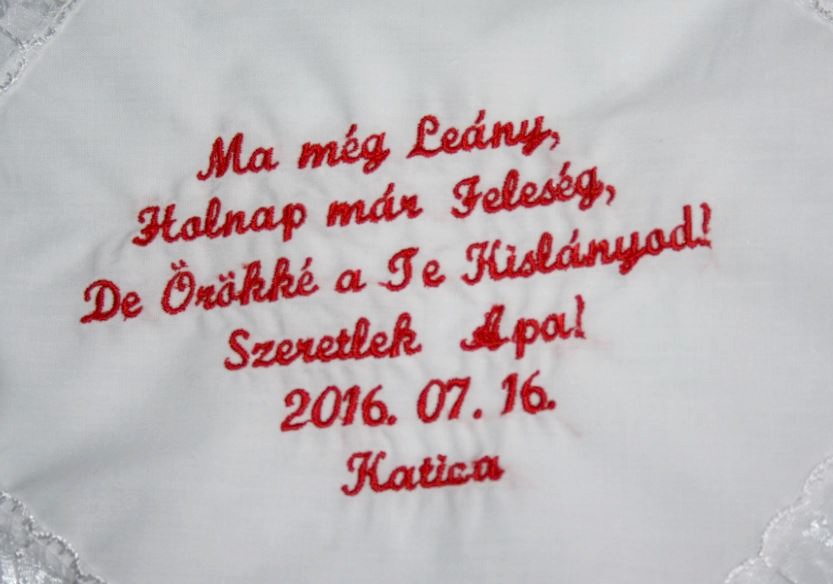 Ma még Leány,
Holnap már Feleség,
De Örökké a Te Kislányod!
Szeretlek Apa!
2016. 07. 16.
Katica